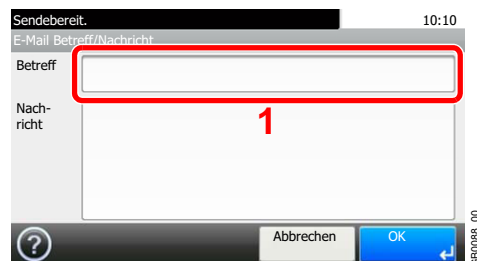 Sendebereit. 10:10
E-Mail Betreff/Nachricht
Betreff
Nach-
richt
1
? Abbrechen OK
GB0088_00